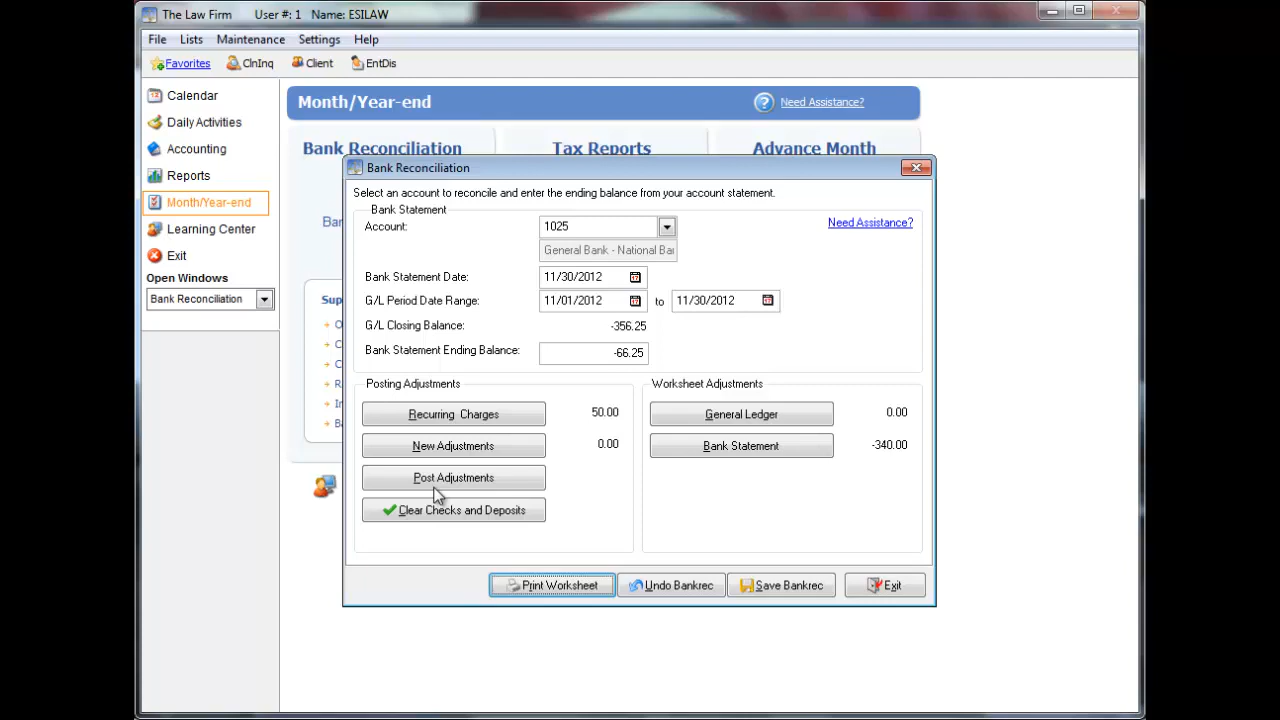 The Law Firm User #: 1 Name: ESILAW
File Lists Maintenance Settings Help
Favorites ClnInq Client EntDis
Calendar
Daily Activities
Accounting
Reports
Month/Year-end
Learning Center
Exit
Open Windows
Bank Reconciliation
Month/Year-end
Need Assistance?
Bank Reconciliation Tax Reports Advance Month
Bank Reconciliation
Select an account to reconcile and enter the ending balance from your account statement.
Bank Statement
Account: 1025
Need Assistance?
General Bank - National Ba
Bank Statement Date: 11/30/2012
G/L Period Date Range: 11/01/2012 to 11/30/2012
G/L Closing Balance: -356.25
Bank Statement Ending Balance: -66.25
Posting Adjustments
Recurring Charges 50.00
New Adjustments 0.00
Post Adjustments
Clear Checks and Deposits
Worksheet Adjustments
General Ledger 0.00
Bank Statement -340.00
Print Worksheet Undo Bankrec Save Bankrec Exit